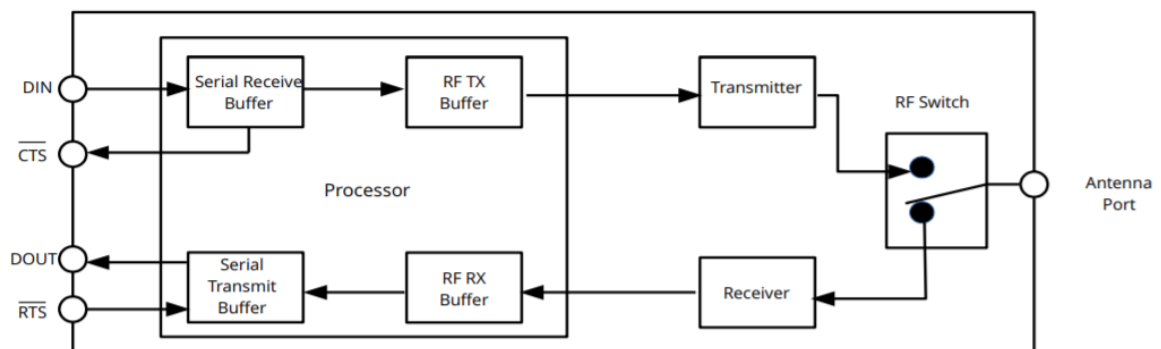 DIN
Serial Receive
Buffer
RF TX
Buffer
Transmitter
RF Switch
CTS
Processor
Antenna
Port
DOUT
Serial
Transmit
Buffer
RF RX
Buffer
Receiver
RTS